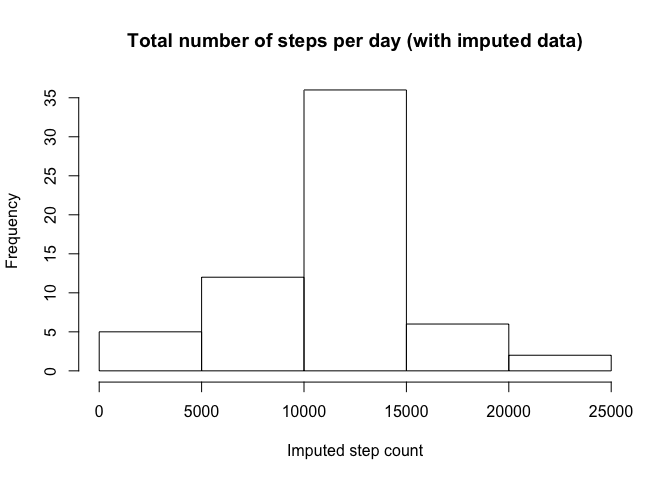 Total number of steps per day (with imputed data)
Frequency
35
30
25
20
15
10
5
0
0 5000 10000 15000 20000 25000
Imputed step count